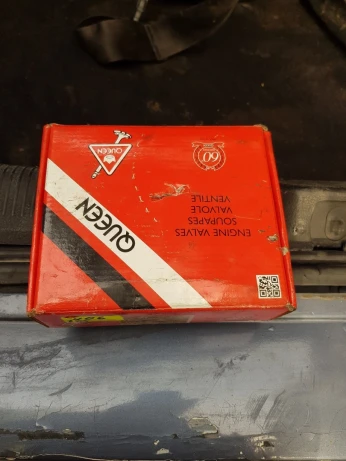 ENGINE VALVES
SOUPAPES
VALVOLE
VENTILE
QUEEN
60
QUEEN